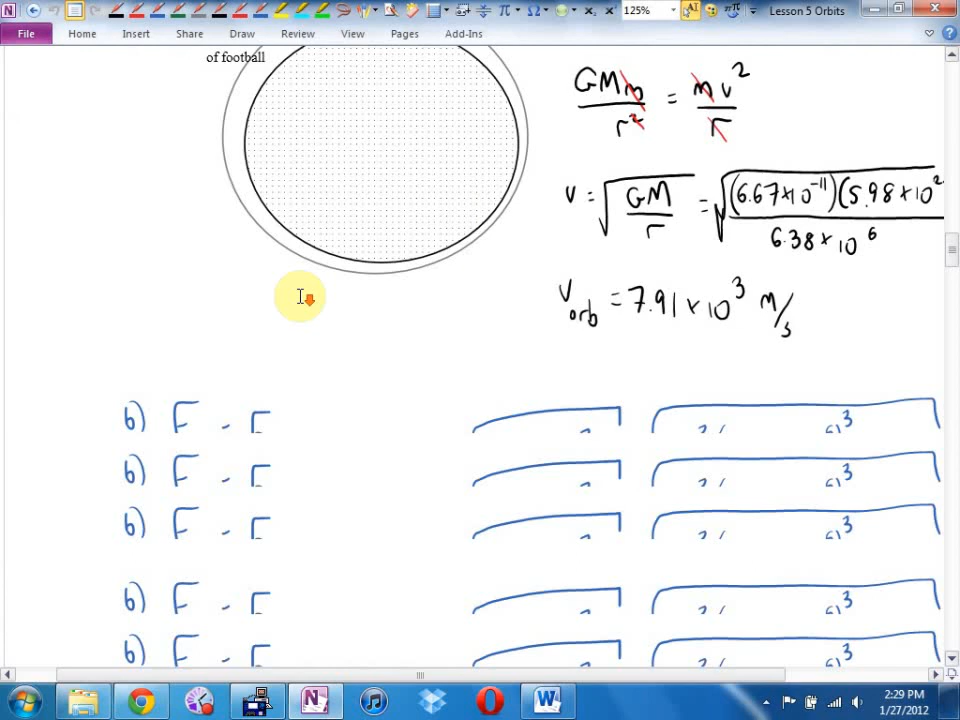 125%
Lesson 5 Orbits
File Home Insert Share Draw Review View Pages Add-Ins
of football
GMm/r² = mv²/r
v = √(GM/r) = √((6.67×10⁻¹¹)(5.98×10²
6.38×10⁶
v orb = 7.91×10³ m/s
b) F
b) F
b) F
b) F
b) F
2:29 PM
1/27/2012